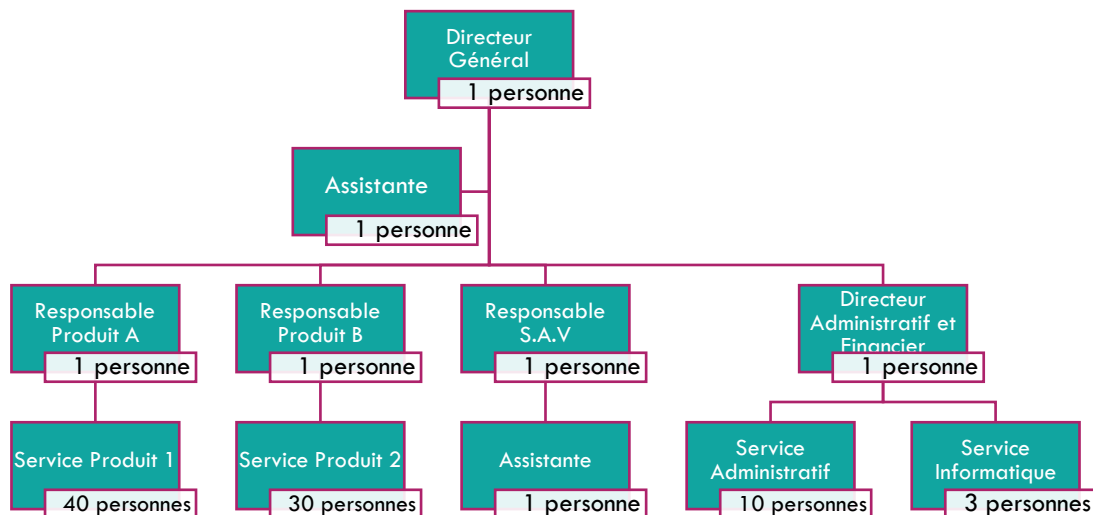 Directeur
Général
1 personne
Assistante
1 personne
Responsable
Produit A
1 personne
Responsable
Produit B
1 personne
Responsable
S.A.V
1 personne
Directeur
Administratif et
Financier
1 personne
Service Produit 1
40 personnes
Service Produit 2
30 personnes
Assistante
1 personne
Service
Administratif
10 personnes
Service
Informatique
3 personnes